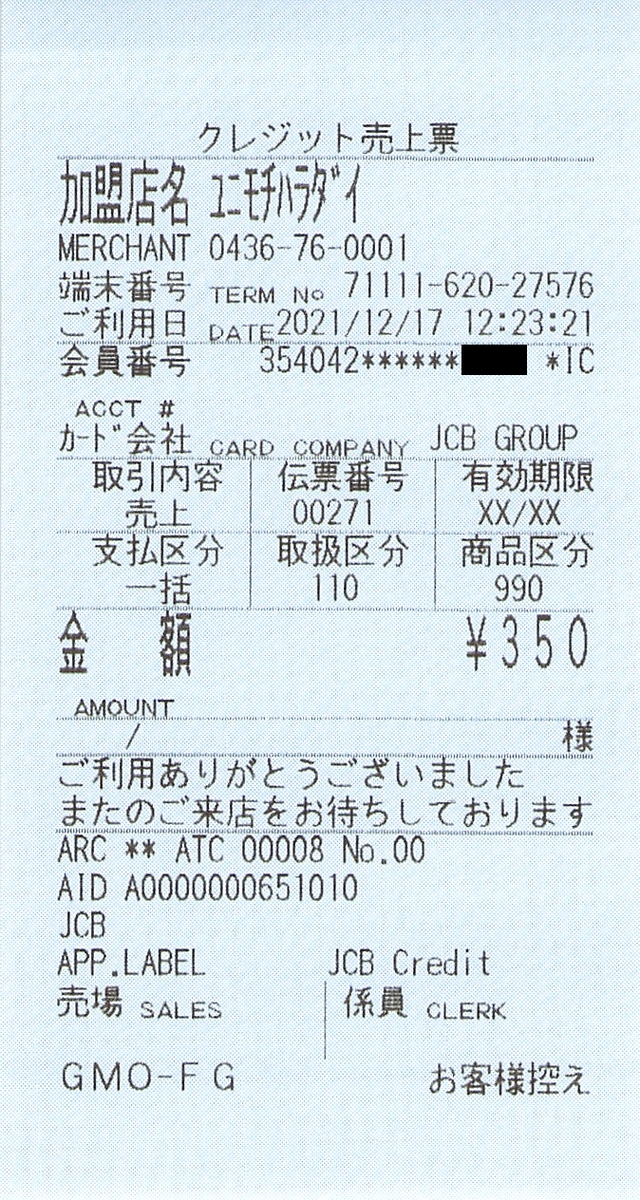 クレジット売上票
加盟店名 ﾕﾆﾓﾁﾊﾗﾀﾞｲ
MERCHANT 0436-76-0001
端末番号 TERM No 71111-620-27576
ご利用日 DATE2021/12/17 12:23:21
会員番号 354042****** *IC
ACCT #
ｶｰﾄﾞ会社 CARD COMPANY JCB GROUP
取引内容 伝票番号 有効期限
売上 00271 XX/XX
支払区分 取扱区分 商品区分
一括 110 990
金 額 ¥350
AMOUNT
/ 様
ご利用ありがとうございました
またのご来店をお待ちしております
ARC ** ATC 00008 No.00
AID A0000000651010
JCB
APP.LABEL JCB Credit
売場 SALES 係員 CLERK
GMO-FG お客様控え